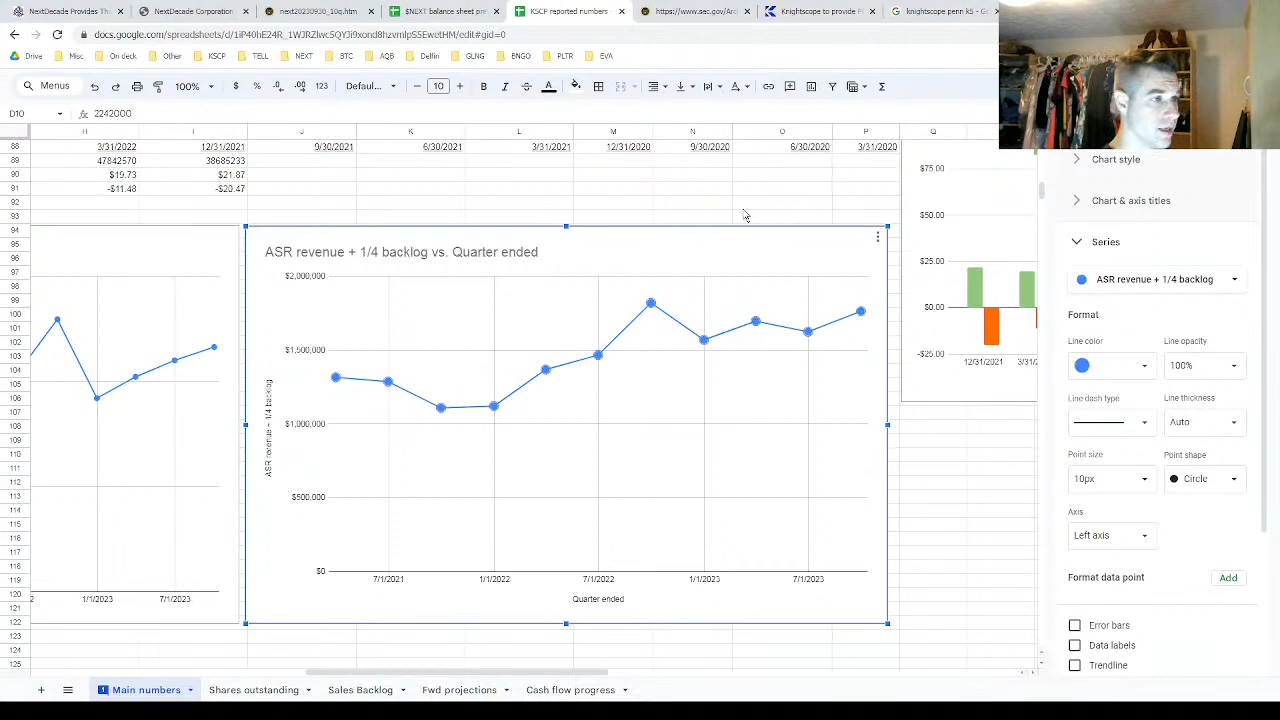 NextDecade Provides Th
NextDecade Corporation
next20230930_10q.htm
$NEXT balance sheet pre
KSCP reported numbers
https://www.sec.gov/Arc
Knightscope to provide Fi
knightscope perm k5 - G
docs.google.com/spreadsheets/d/
Drive
Misc
On deck
Other
KSCP
TELL
EXT
BTC
AQB
Delfin
GLNG
BNGO
PLTR
EVA
Menus
100%
$
%
.0
.00
123
Defaul...
10
B
I
A
Σ
D10
fx
2242000
H
I
J
K
L
M
N
O
P
Q
88
3/31/2022
12/31/2021
9/30/2021
6/30/2021
3/31/2021
12/31/2020
9/30/2020
6/30/2020
3/31/2020
89
47842570
38685233
90
$19.73
$21.87
91
-$11.48
-$20.47
92
93
94
95
96
97
98
99
100
101
102
103
104
105
106
107
108
109
110
111
112
113
114
115
116
117
118
119
120
121
122
123
124
125
1/1/2023
7/1/2023
ASR revenue + 1/4 backlog vs. Quarter ended
$2,000,000
$1,500,000
$1,000,000
$500,000
$0
ASR revenue + 1/4 backlog
7/1/2021
1/1/2022
7/1/2022
1/1/2023
7/1/2023
Quarter ended
$75.00
$50.00
$25.00
$0.00
-$25.00
12/31/2021
3/31/2
Chart style
Chart & axis titles
Series
ASR revenue + 1/4 backlog
Format
Line color
Line opacity
100%
Line dash type
Line thickness
Auto
Point size
Point shape
10px
Circle
Axis
Left axis
Format data point
Add
Error bars
Data labels
Trendline
1
Main numbers
Shares outstanding
Sales Backlog
Fwd projections
Cash flow progress